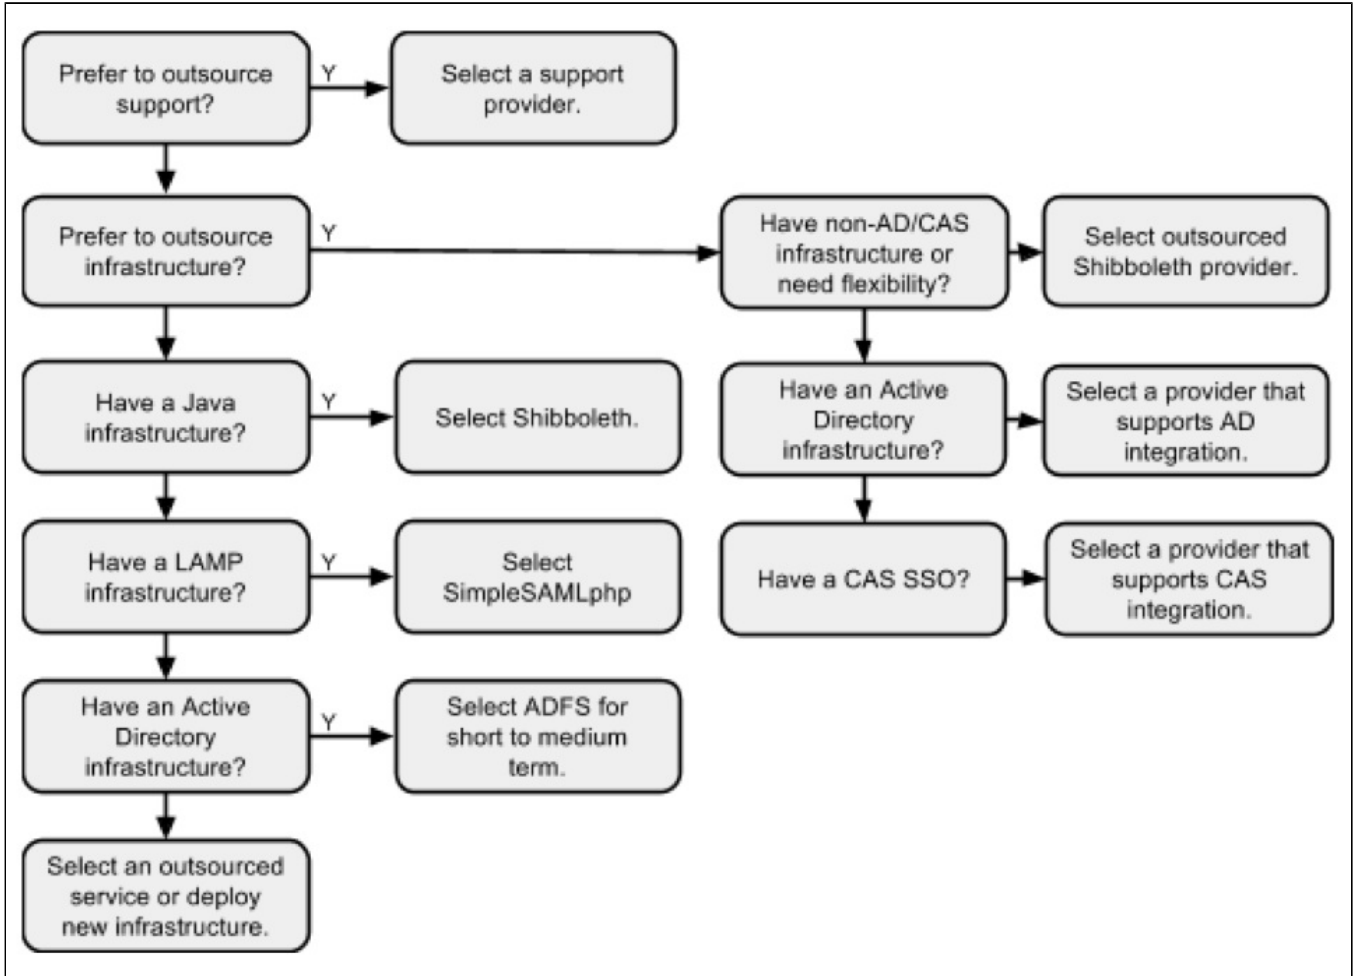 Prefer to outsource
support?
Y
Select a support
provider.
Prefer to outsource
infrastructure?
Y
Have non-AD/CAS
infrastructure or
need flexibility?
Select outsourced
Shibboleth provider.
Have a Java
infrastructure?
Y
Select Shibboleth.
Have an Active
Directory
infrastructure?
Select a provider that
supports AD
integration.
Have a LAMP
infrastructure?
Y
Select
SimpleSAMLphp
Have a CAS SSO?
Select a provider that
supports CAS
integration.
Have an Active
Directory
infrastructure?
Y
Select ADFS for
short to medium
term.
Select an outsourced
service or deploy
new infrastructure.